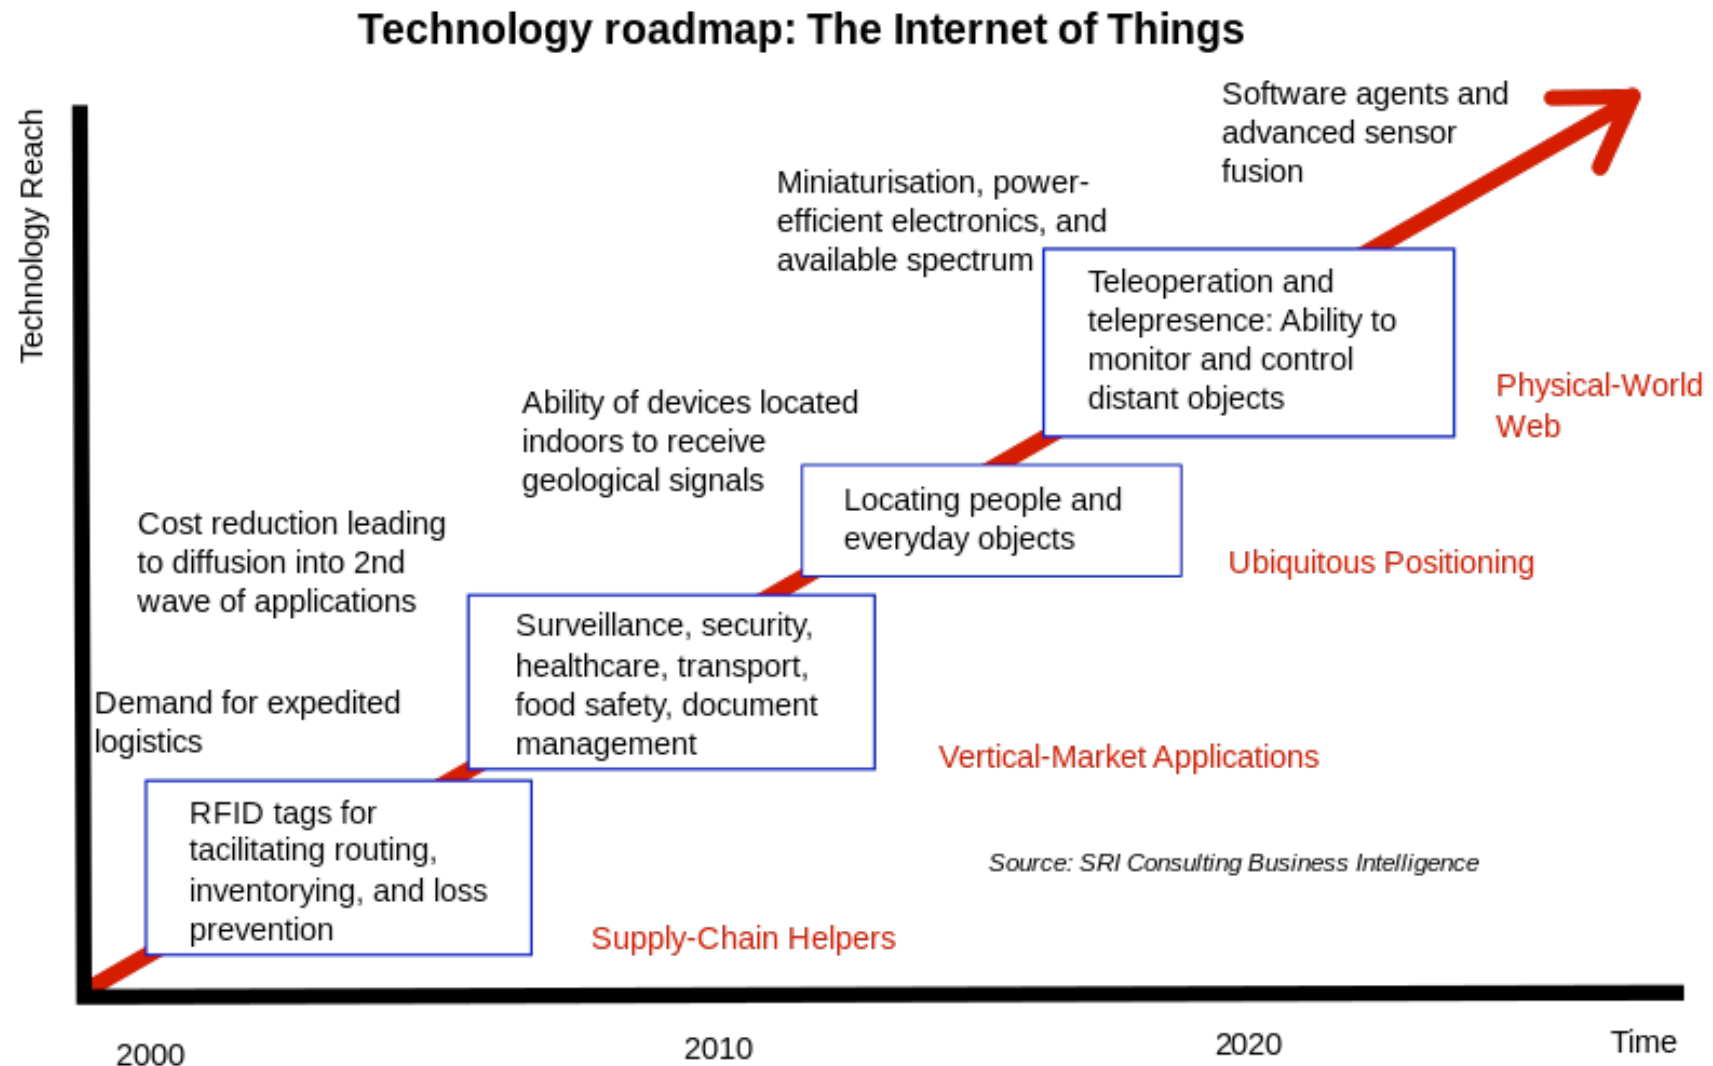 Technology roadmap: The Internet of Things
Technology Reach
Software agents and
advanced sensor
fusion
Miniaturisation, power-
efficient electronics, and
available spectrum
Teleoperation and
telepresence: Ability to
monitor and control
distant objects
Physical-World
Web
Ability of devices located
indoors to receive
geological signals
Locating people and
everyday objects
Ubiquitous Positioning
Cost reduction leading
to diffusion into 2nd
wave of applications
Surveillance, security,
healthcare, transport,
food safety, document
management
Vertical-Market Applications
Demand for expedited
logistics
RFID tags for
tacilitating routing,
inventorying, and loss
prevention
Supply-Chain Helpers
Source: SRI Consulting Business Intelligence
2000
2010
2020
Time